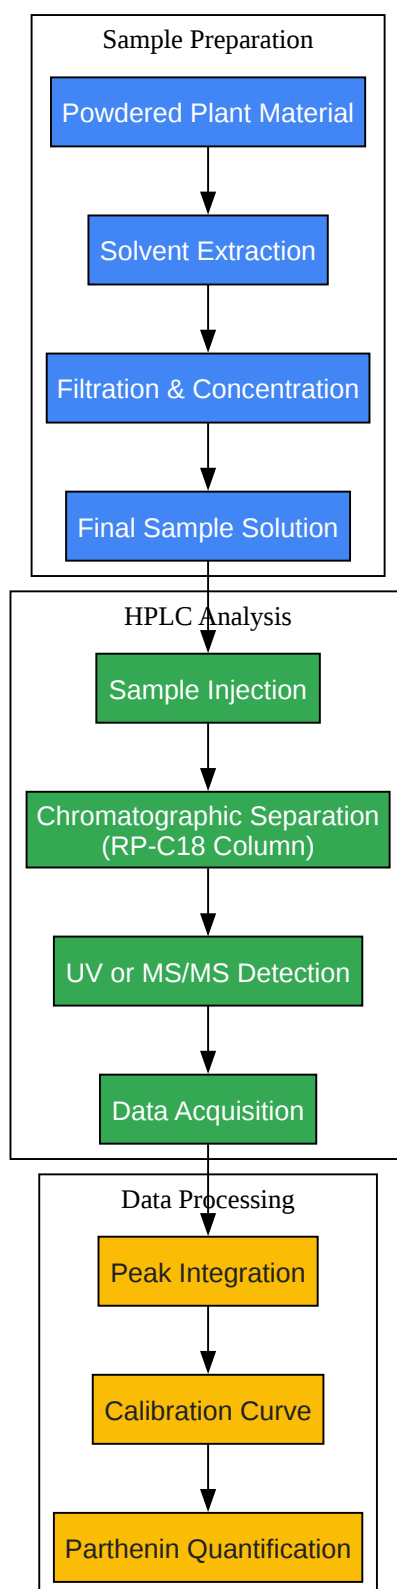 Sample Preparation
Powdered Plant Material
Solvent Extraction
Filtration & Concentration
Final Sample Solution
HPLC Analysis
Sample Injection
Chromatographic Separation
(RP-C18 Column)
UV or MS/MS Detection
Data Acquisition
Data Processing
Peak Integration
Calibration Curve
Parthenin Quantification